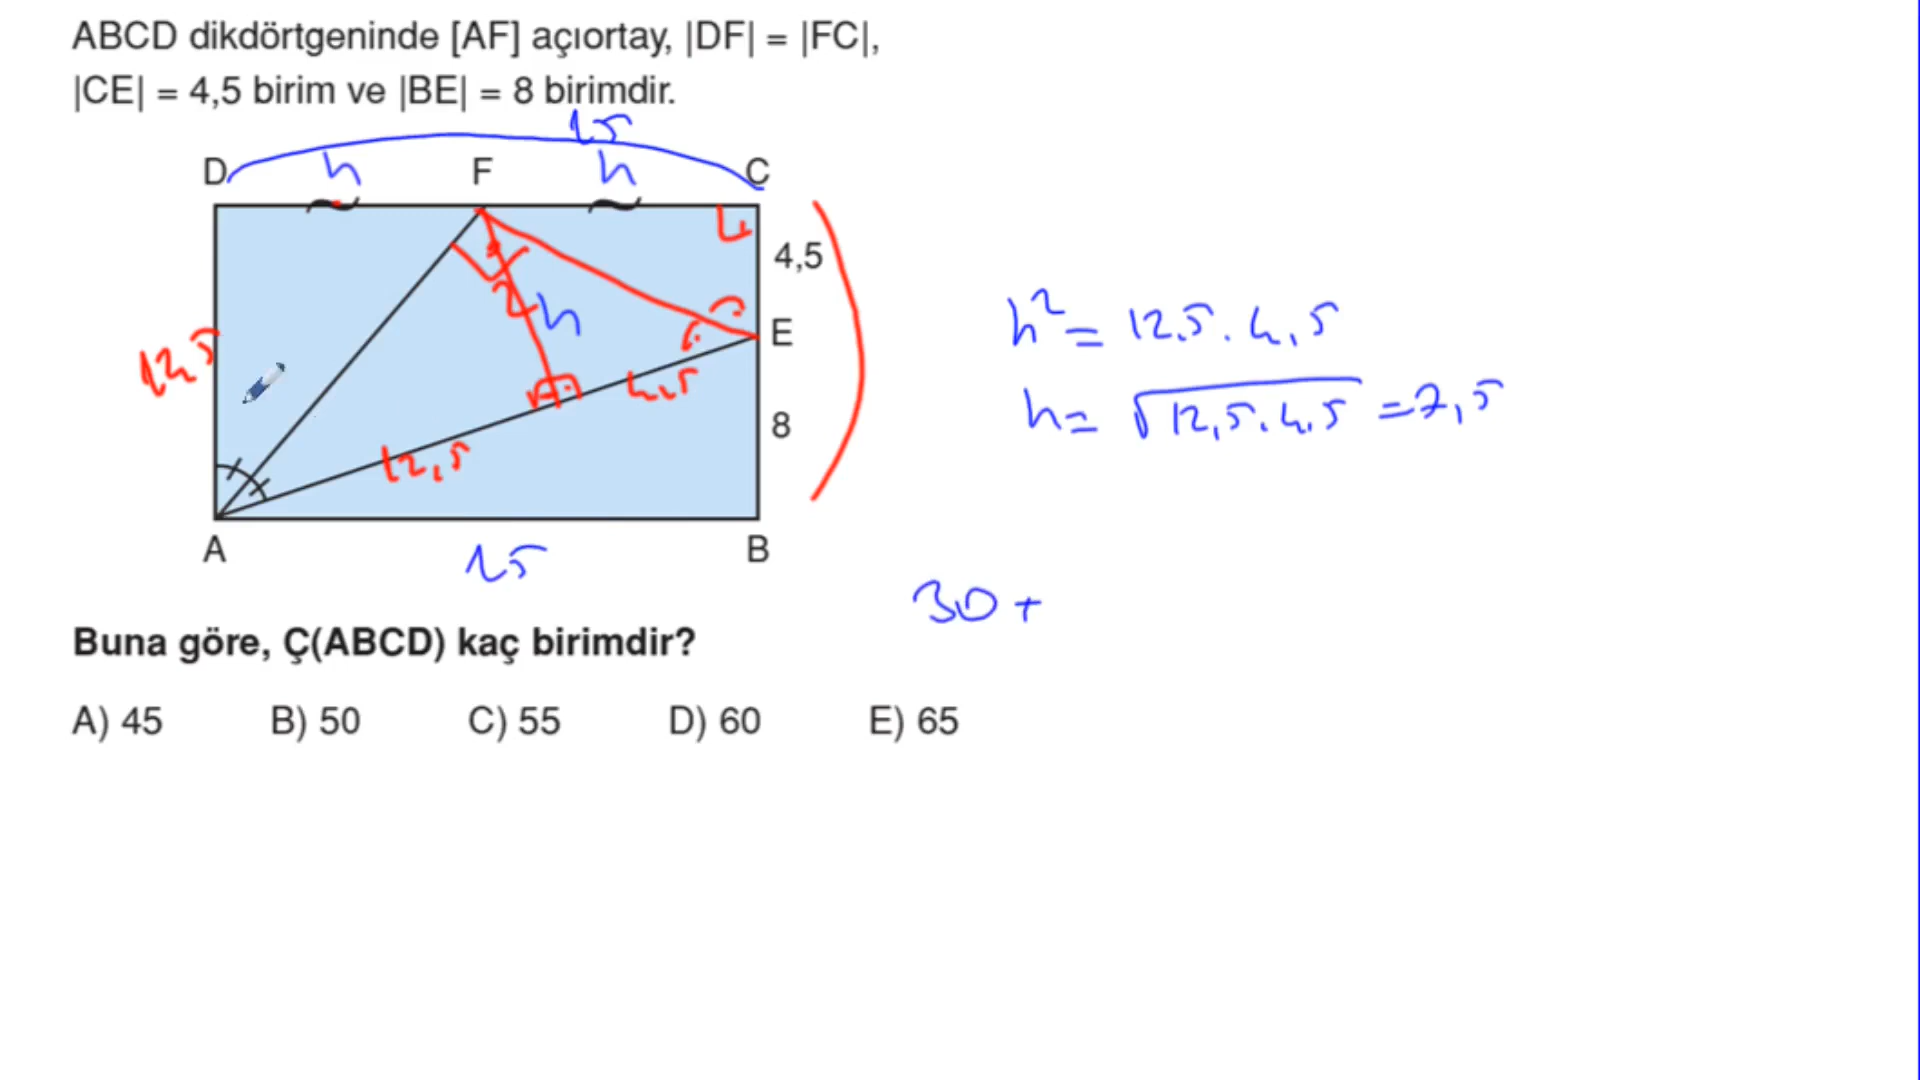 ABCD dikdörtgeninde [AF] açıortay, |DF| = |FC|,
|CE| = 4,5 birim ve |BE| = 8 birimdir.
15
D h F h C
4,5
12,5
h
E
4,5
8
12,5
A 15 B
h² = 12,5 . 4,5
h = √12,5 . 4,5 = 7,5
30 +
Buna göre, Ç(ABCD) kaç birimdir?
A) 45 B) 50 C) 55 D) 60 E) 65